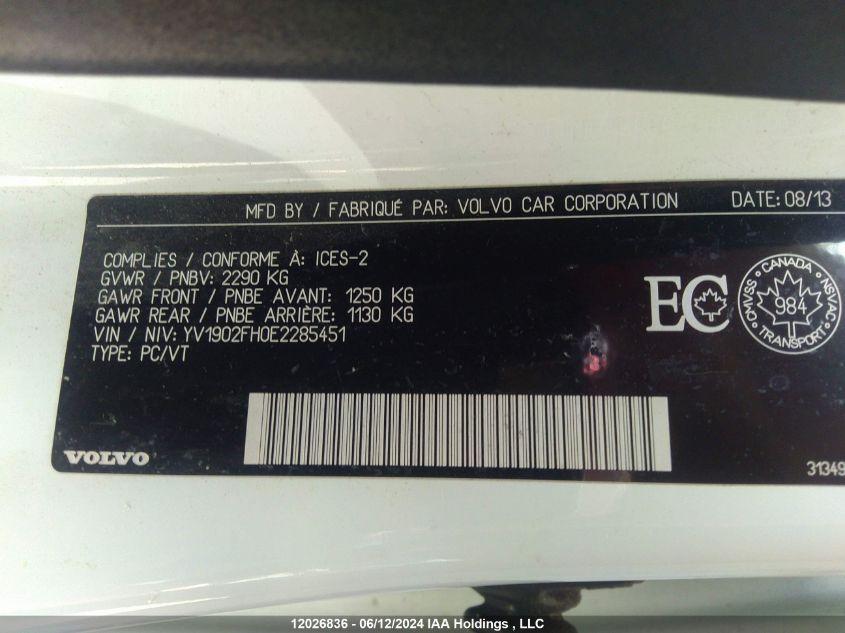 MFD BY / FABRIQUÉ PAR: VOLVO CAR CORPORATION DATE: 08/13
COMPLIES / CONFORME À: ICES-2
GVWR / PNBV: 2290 KG
GAWR FRONT / PNBE AVANT: 1250 KG
GAWR REAR / PNBE ARRIÈRE: 1130 KG
VIN / NIV: YV1902FH0E2285451
TYPE: PC/VT
EC
CANADA
CMVSS
984
NSVAC
TRANSPORT
VOLVO
31349
12026836 - 06/12/2024 IAA Holdings , LLC